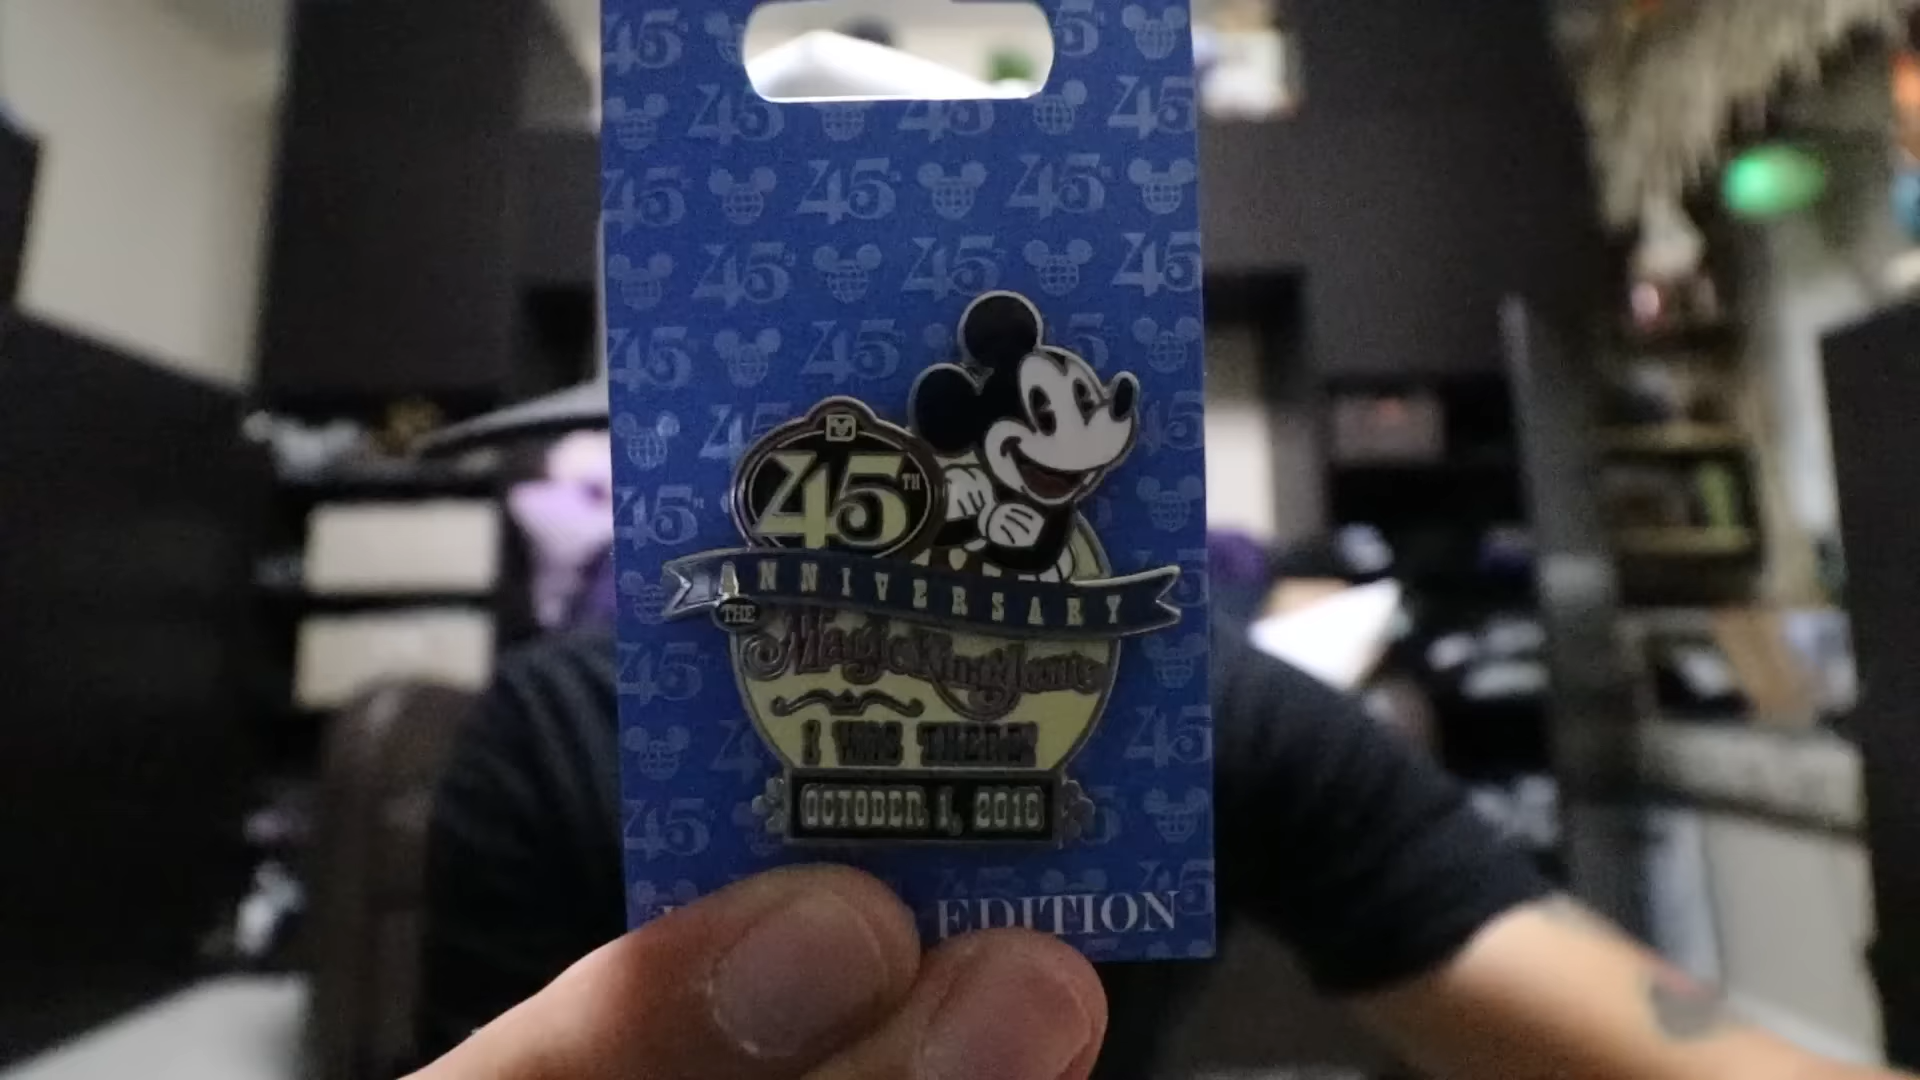 45TH
ANNIVERSARY
THE
Magic Kingdom
I WAS THERE!
OCTOBER 1, 2016
EDITION